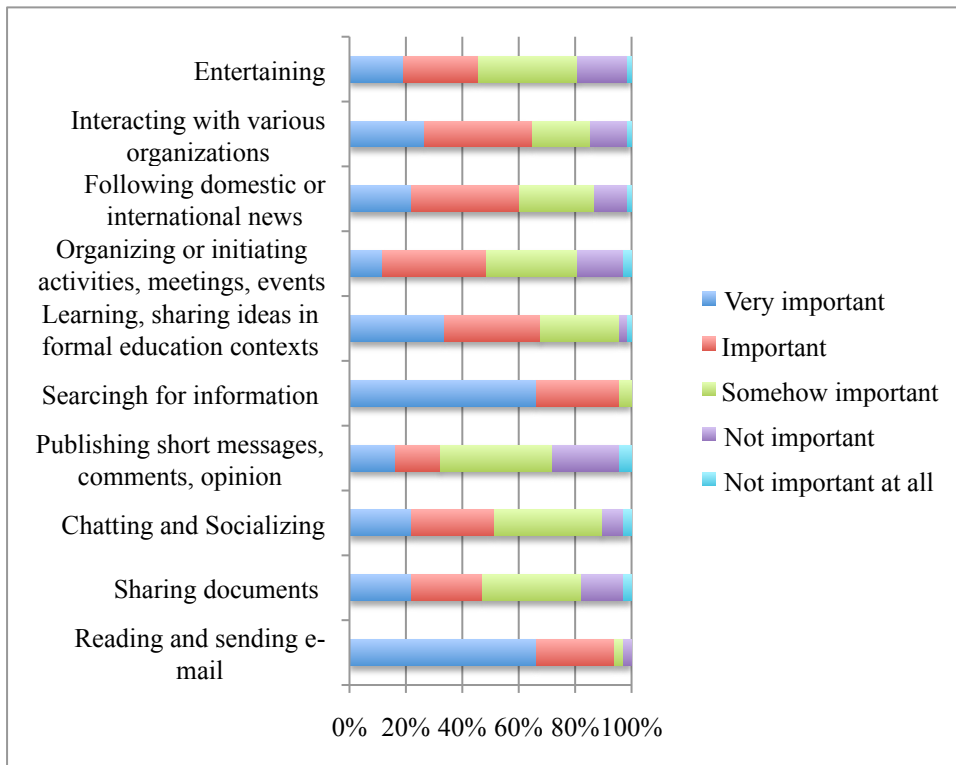 Entertaining
Interacting with various
organizations
Following domestic or
international news
Organizing or initiating
activities, meetings, events
Learning, sharing ideas in
formal education contexts
Searcingh for information
Publishing short messages,
comments, opinion
Chatting and Socializing
Sharing documents
Reading and sending e-
mail
0% 20% 40% 60% 80% 100%
Very important
Important
Somehow important
Not important
Not important at all